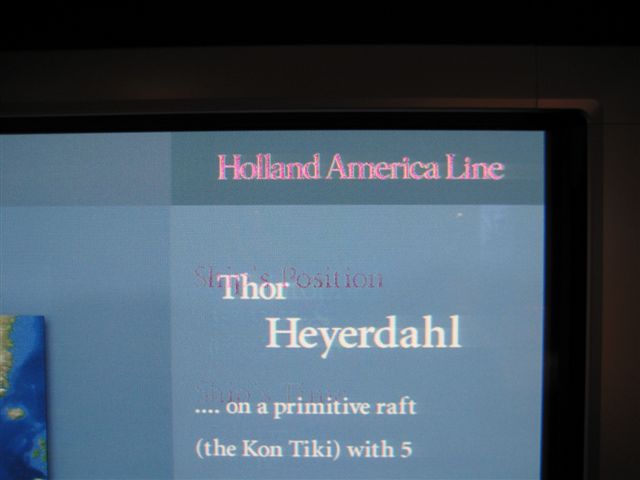 Holland America Line
Ship's Position
Thor
Heyerdahl
Ship's Time
.... on a primitive raft
(the Kon Tiki) with 5